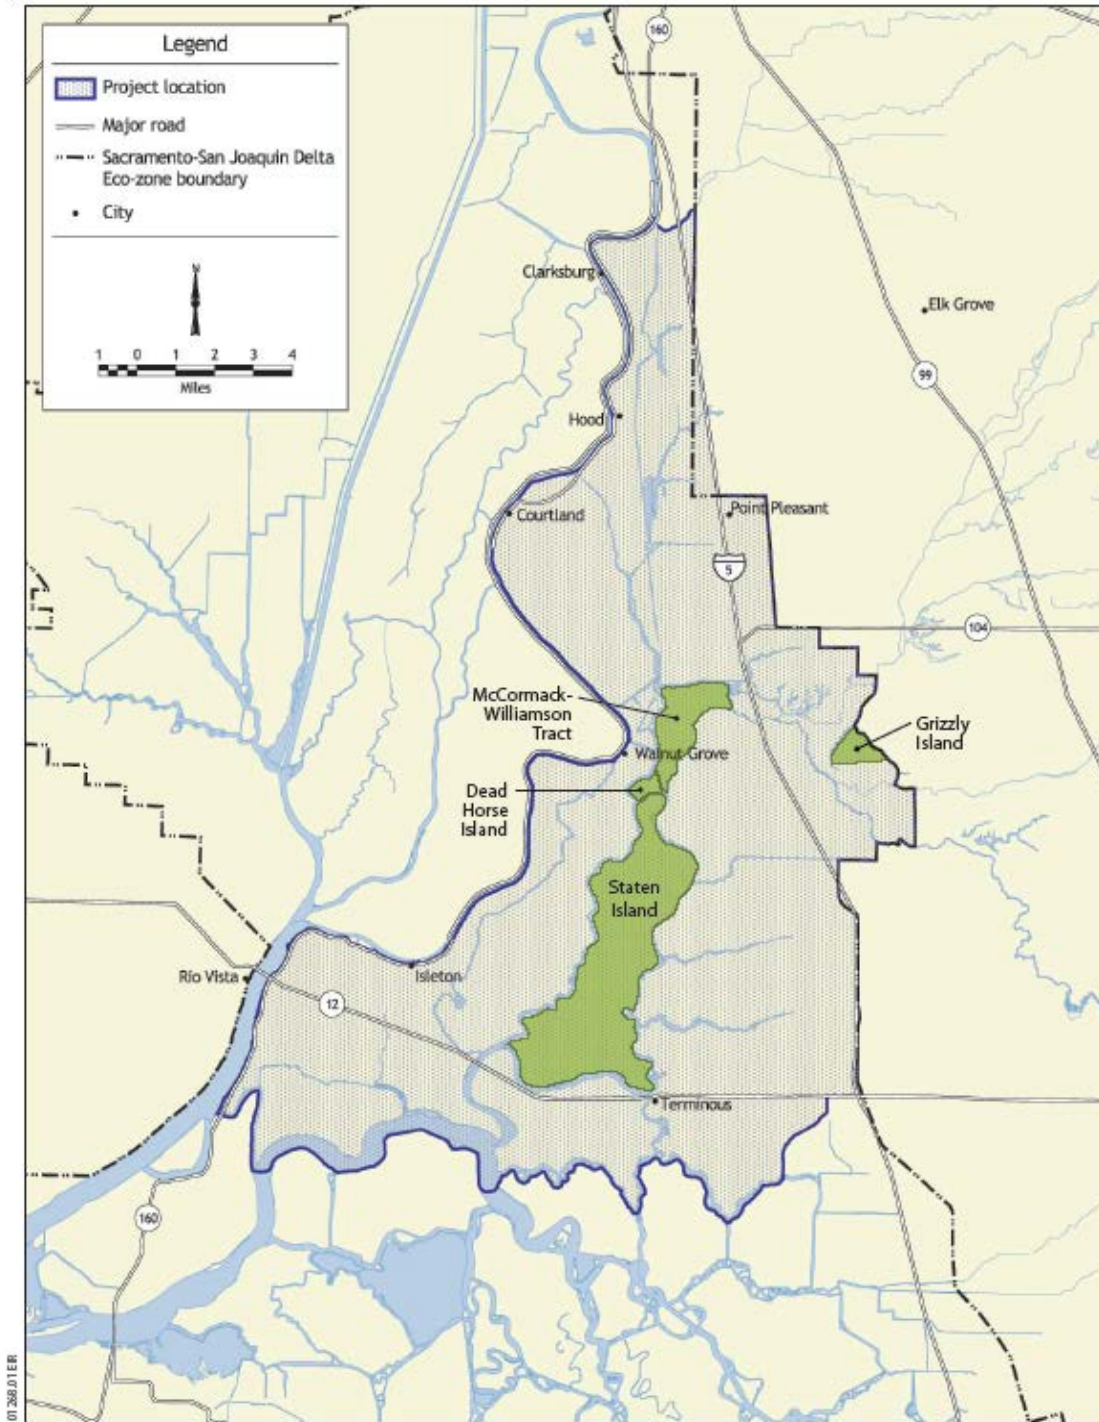 Legend
Project location
Major road
Sacramento-San Joaquin Delta
Eco-zone boundary
City
N
1 0 1 2 3 4
Miles
160
Clarksburg
Elk Grove
99
Hood
Courtland
Point Pleasant
5
104
McCormack-
Williamson
Tract
Grizzly
Island
Walnut Grove
Dead
Horse
Island
Staten
Island
Rio Vista
Isleton
12
Terminous
160
01268.01 EIR